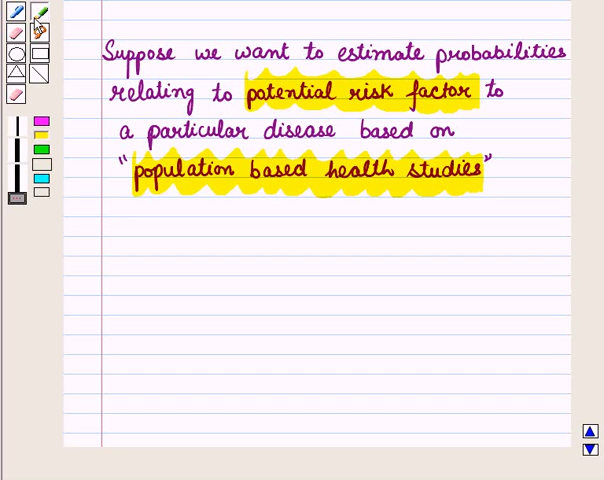 Suppose we want to estimate probabilities
relating to potential risk factor to
a particular disease based on
"population based health studies"